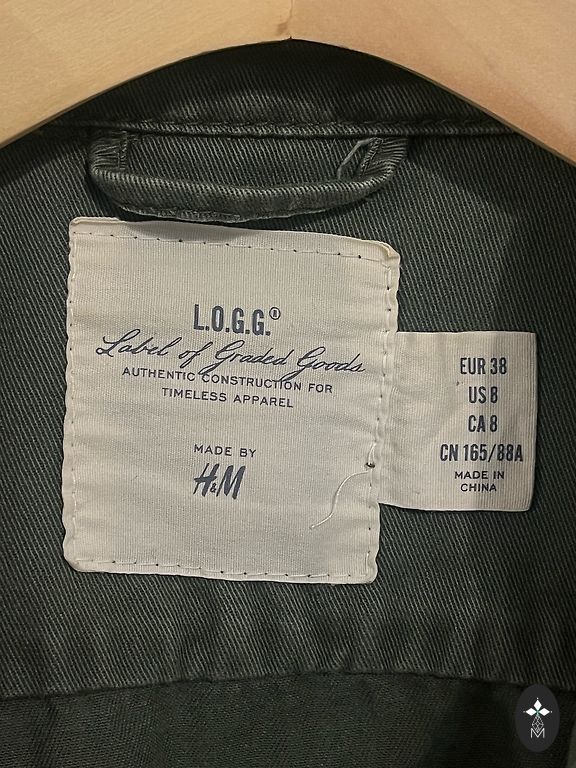 L.O.G.G.®
Label of Graded Goods
AUTHENTIC CONSTRUCTION FOR
TIMELESS APPAREL
MADE BY
H&M
EUR 38
US 8
CA 8
CN 165/88A
MADE IN
CHINA
M